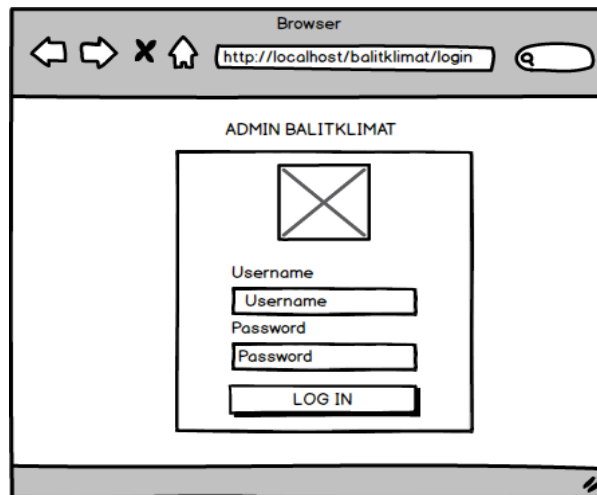 Browser
http://localhost/balitklimat/login
ADMIN BALITKLIMAT
Username
Username
Password
Password
LOG IN